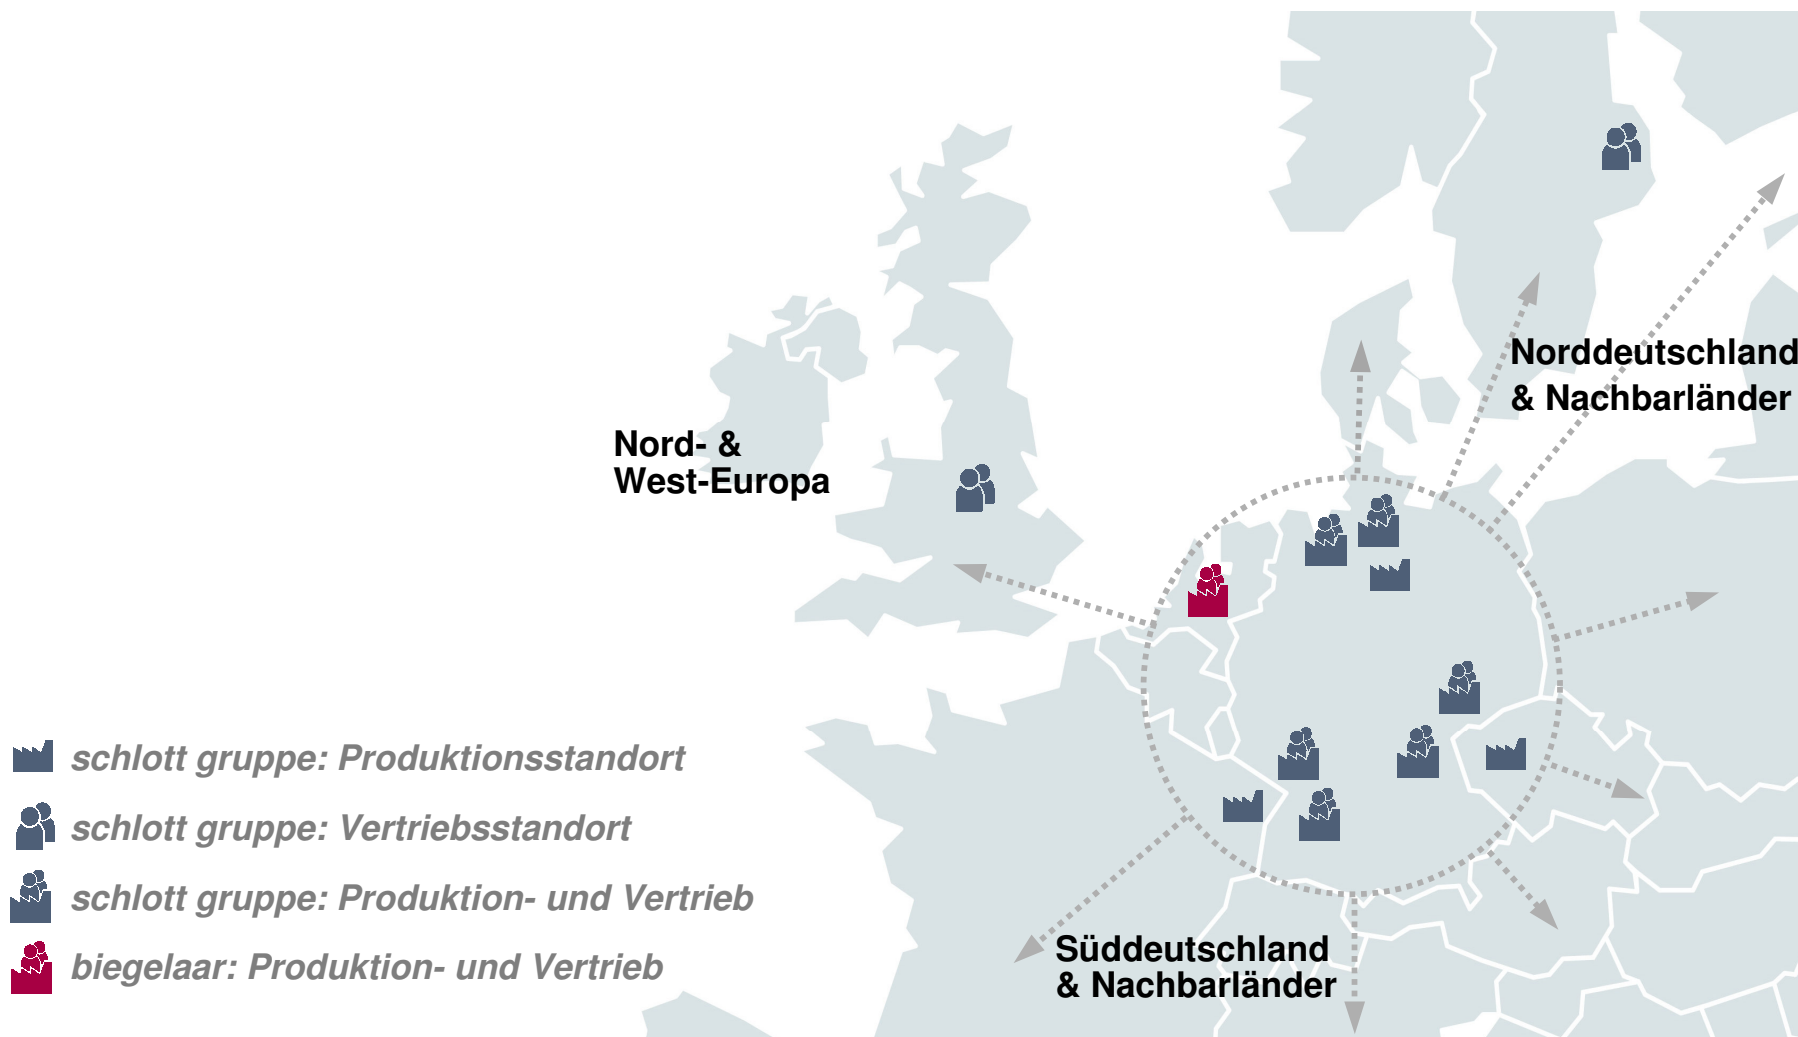 Norddeutschland
& Nachbarländer
Nord- &
West-Europa
schlott gruppe: Produktionsstandort
schlott gruppe: Vertriebsstandort
schlott gruppe: Produktion- und Vertrieb
biegelaar: Produktion- und Vertrieb
Süddeutschland
& Nachbarländer